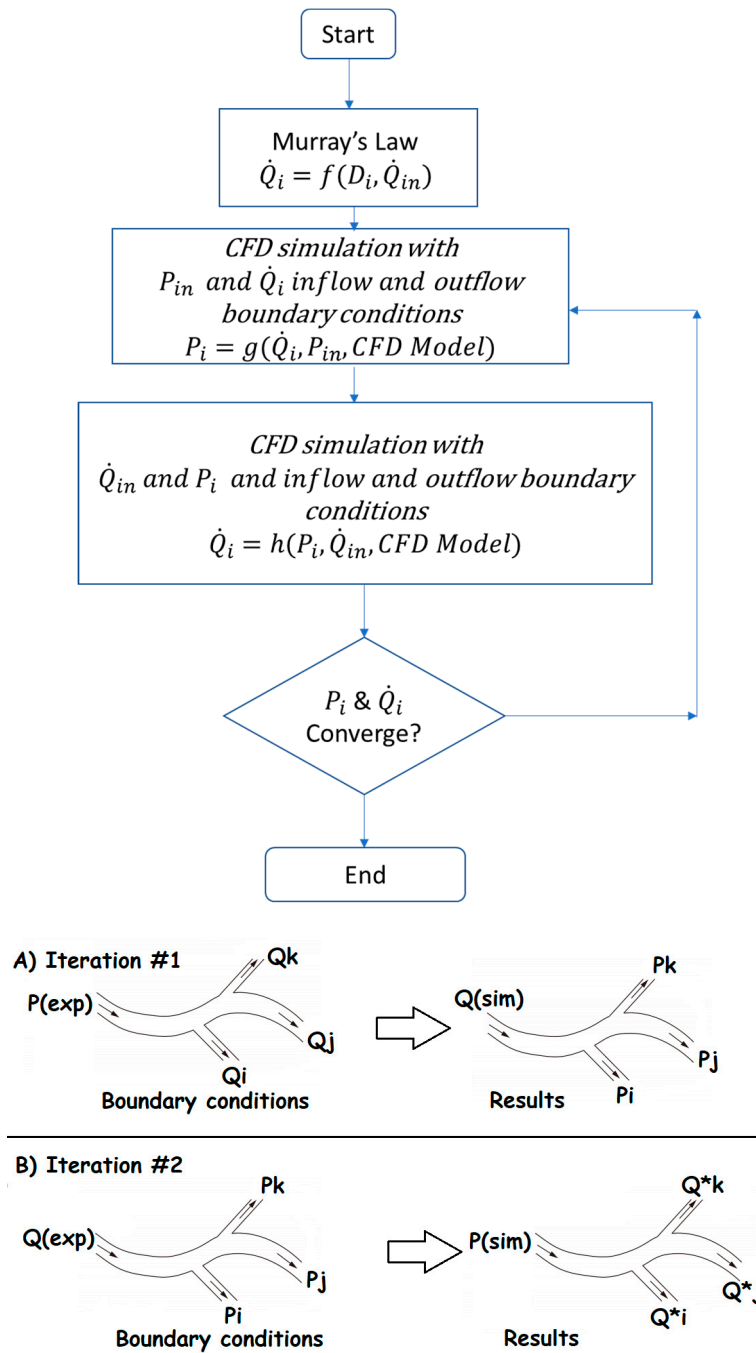 Start
Murray's Law
Q̇ᵢ = f(Dᵢ, Q̇ᵢₙ)
CFD simulation with
Pᵢₙ and Q̇ᵢ inflow and outflow
boundary conditions
Pᵢ = g(Q̇ᵢ, Pᵢₙ, CFD Model)
CFD simulation with
Q̇ᵢₙ and Pᵢ and inflow and outflow boundary
conditions
Q̇ᵢ = h(Pᵢ, Q̇ᵢₙ, CFD Model)
Pᵢ & Q̇ᵢ
Converge?
End
A) Iteration #1
P(exp)
Qk
Qj
Qi
Boundary conditions
Q(sim)
Pk
Pj
Pi
Results
B) Iteration #2
Q(exp)
Pk
Pj
Pi
Boundary conditions
P(sim)
Q*k
Q*j
Q*i
Results